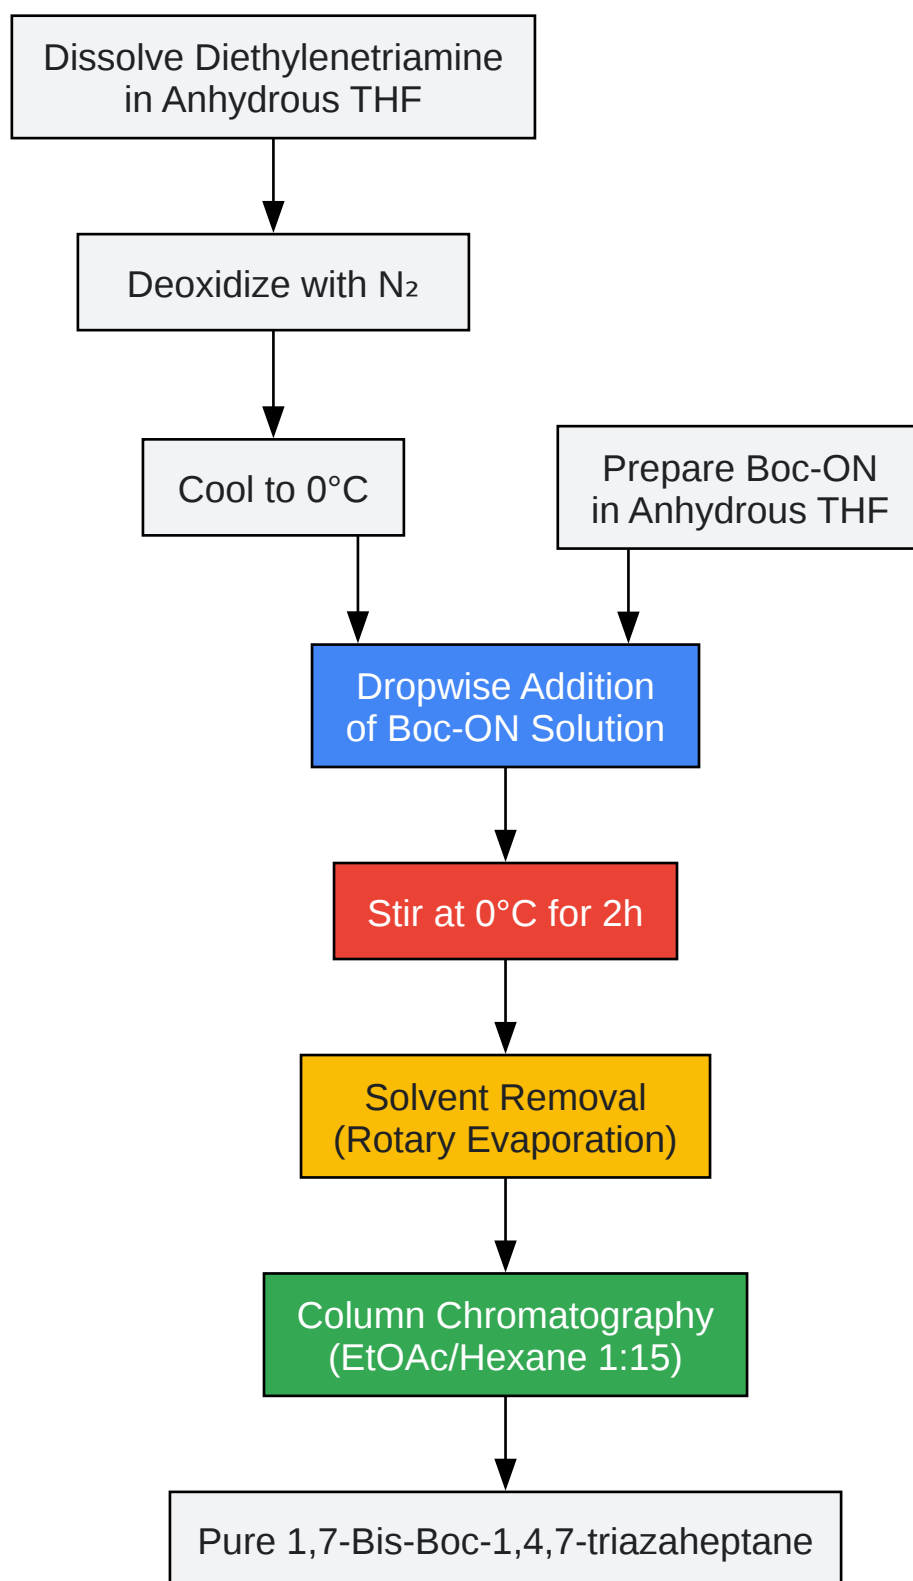 Dissolve Diethylenetriamine
in Anhydrous THF
Deoxidize with N₂
Cool to 0°C
Prepare Boc-ON
in Anhydrous THF
Dropwise Addition
of Boc-ON Solution
Stir at 0°C for 2h
Solvent Removal
(Rotary Evaporation)
Column Chromatography
(EtOAc/Hexane 1:15)
Pure 1,7-Bis-Boc-1,4,7-triazaheptane